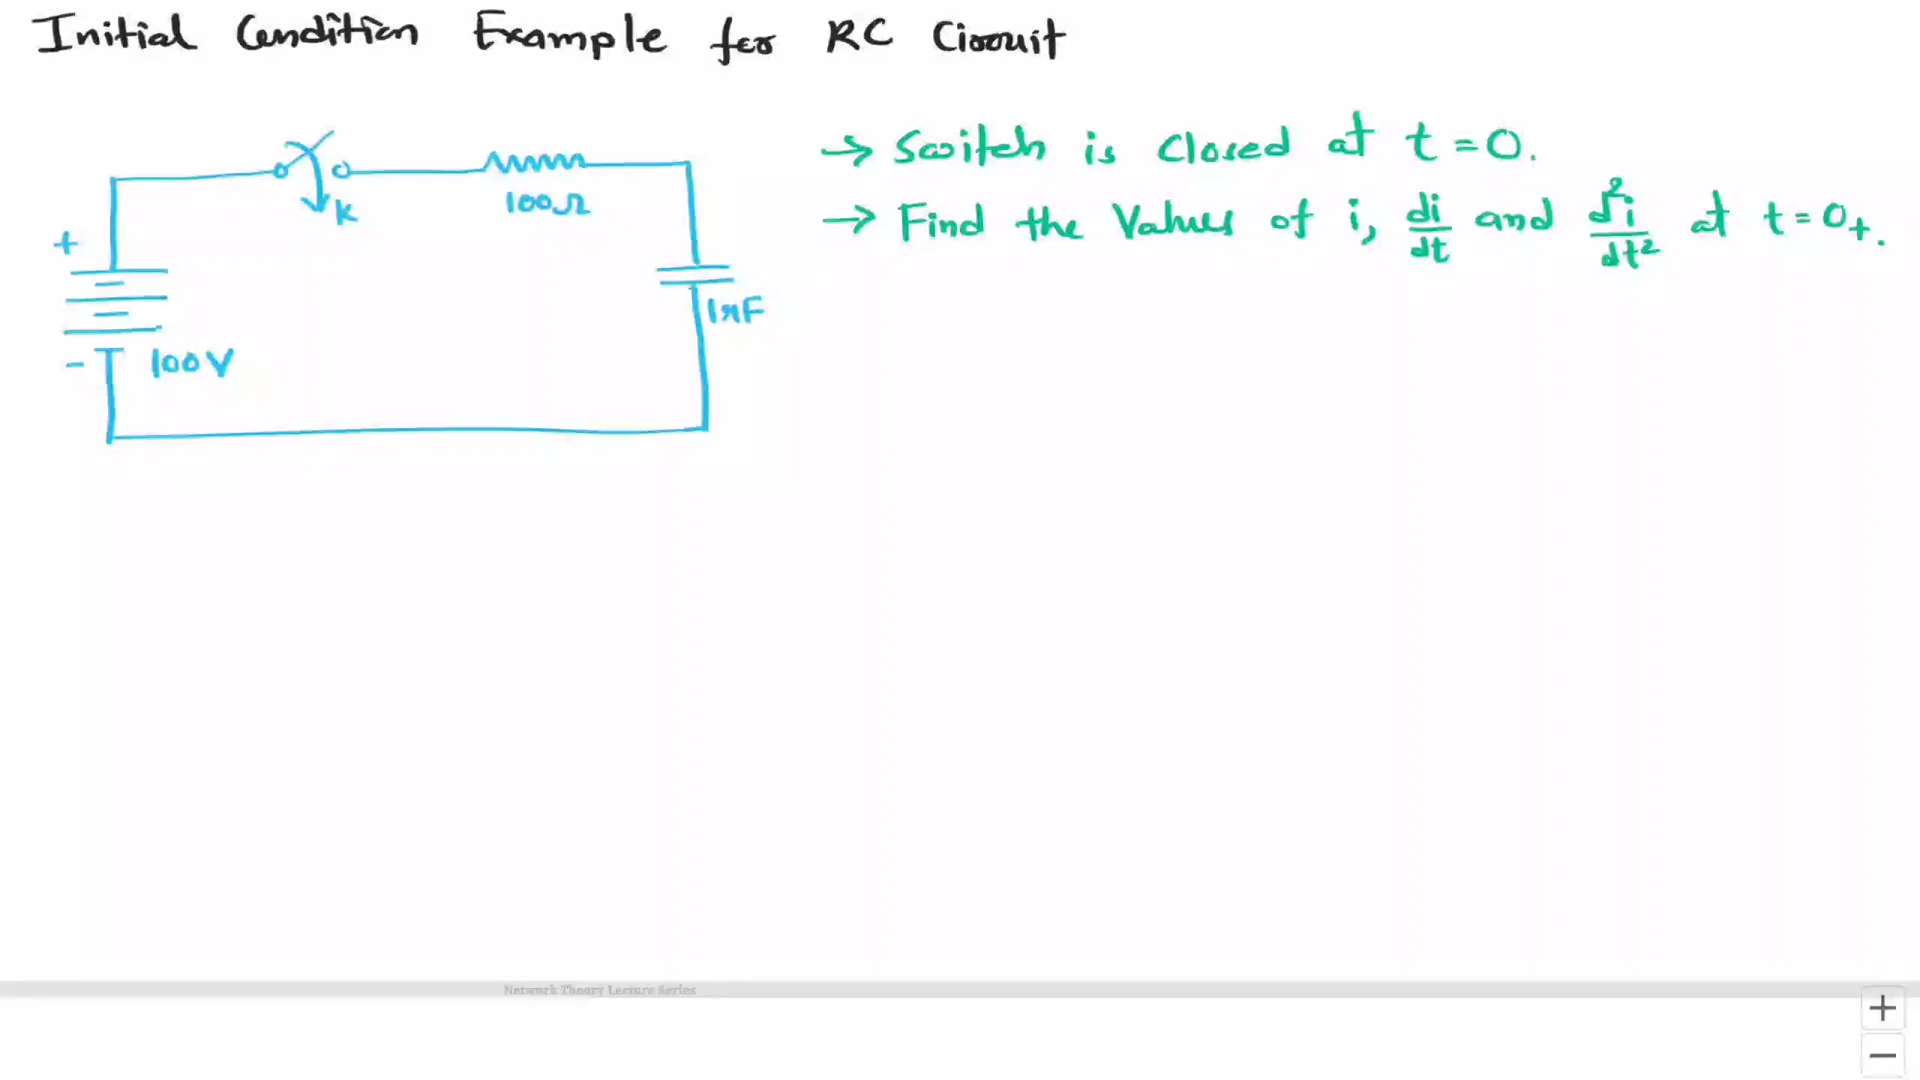 Initial Condition Example for RC Circuit
→ Switch is Closed at t = 0.
→ Find the Values of i, di/dt and d²i/dt² at t = 0+.
K
100Ω
+
- 100V
Network Theory Lecture Series